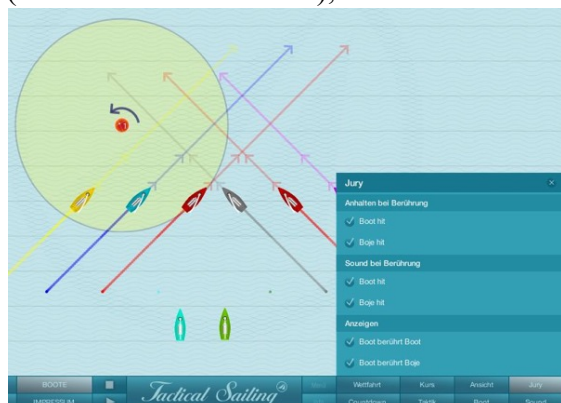 Jury
Anhalten bei Berührung
Boot hit
Boje hit
Sound bei Berührung
Boot hit
Boje hit
Anzeigen
Boot berührt Boot
Boot berührt Boje
BOOTE
Tactical Sailing
Wettfahrt
Kurs
Ansicht
Jury
IMPRESSUM
Countdown
Taktik
Boot
Sound